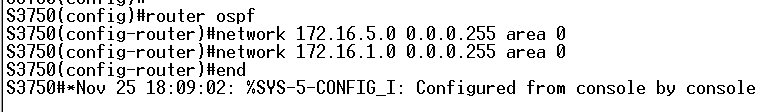 S3750(config)#router ospf
S3750(config-router)#network 172.16.5.0 0.0.0.255 area 0
S3750(config-router)#network 172.16.1.0 0.0.0.255 area 0
S3750(config-router)#end
S3750#*Nov 25 18:09:02: %SYS-5-CONFIG_I: Configured from console by console